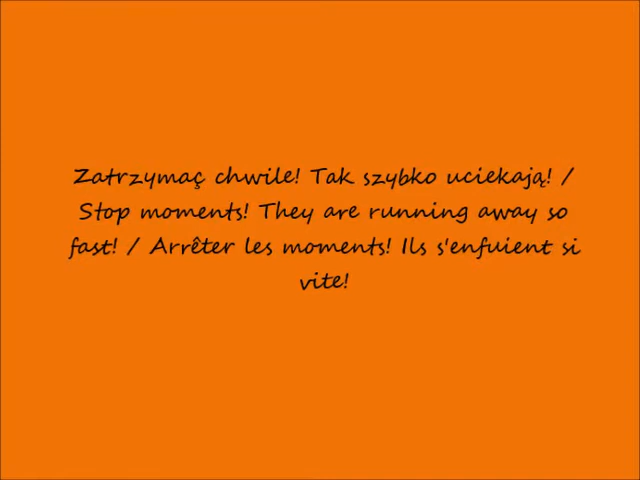 Zatrzymaç chwile! Tak szybko uciekają! /
Stop moments! They are running away so
fast! / Arrêter les moments! Ils s'enfuient si
vite!